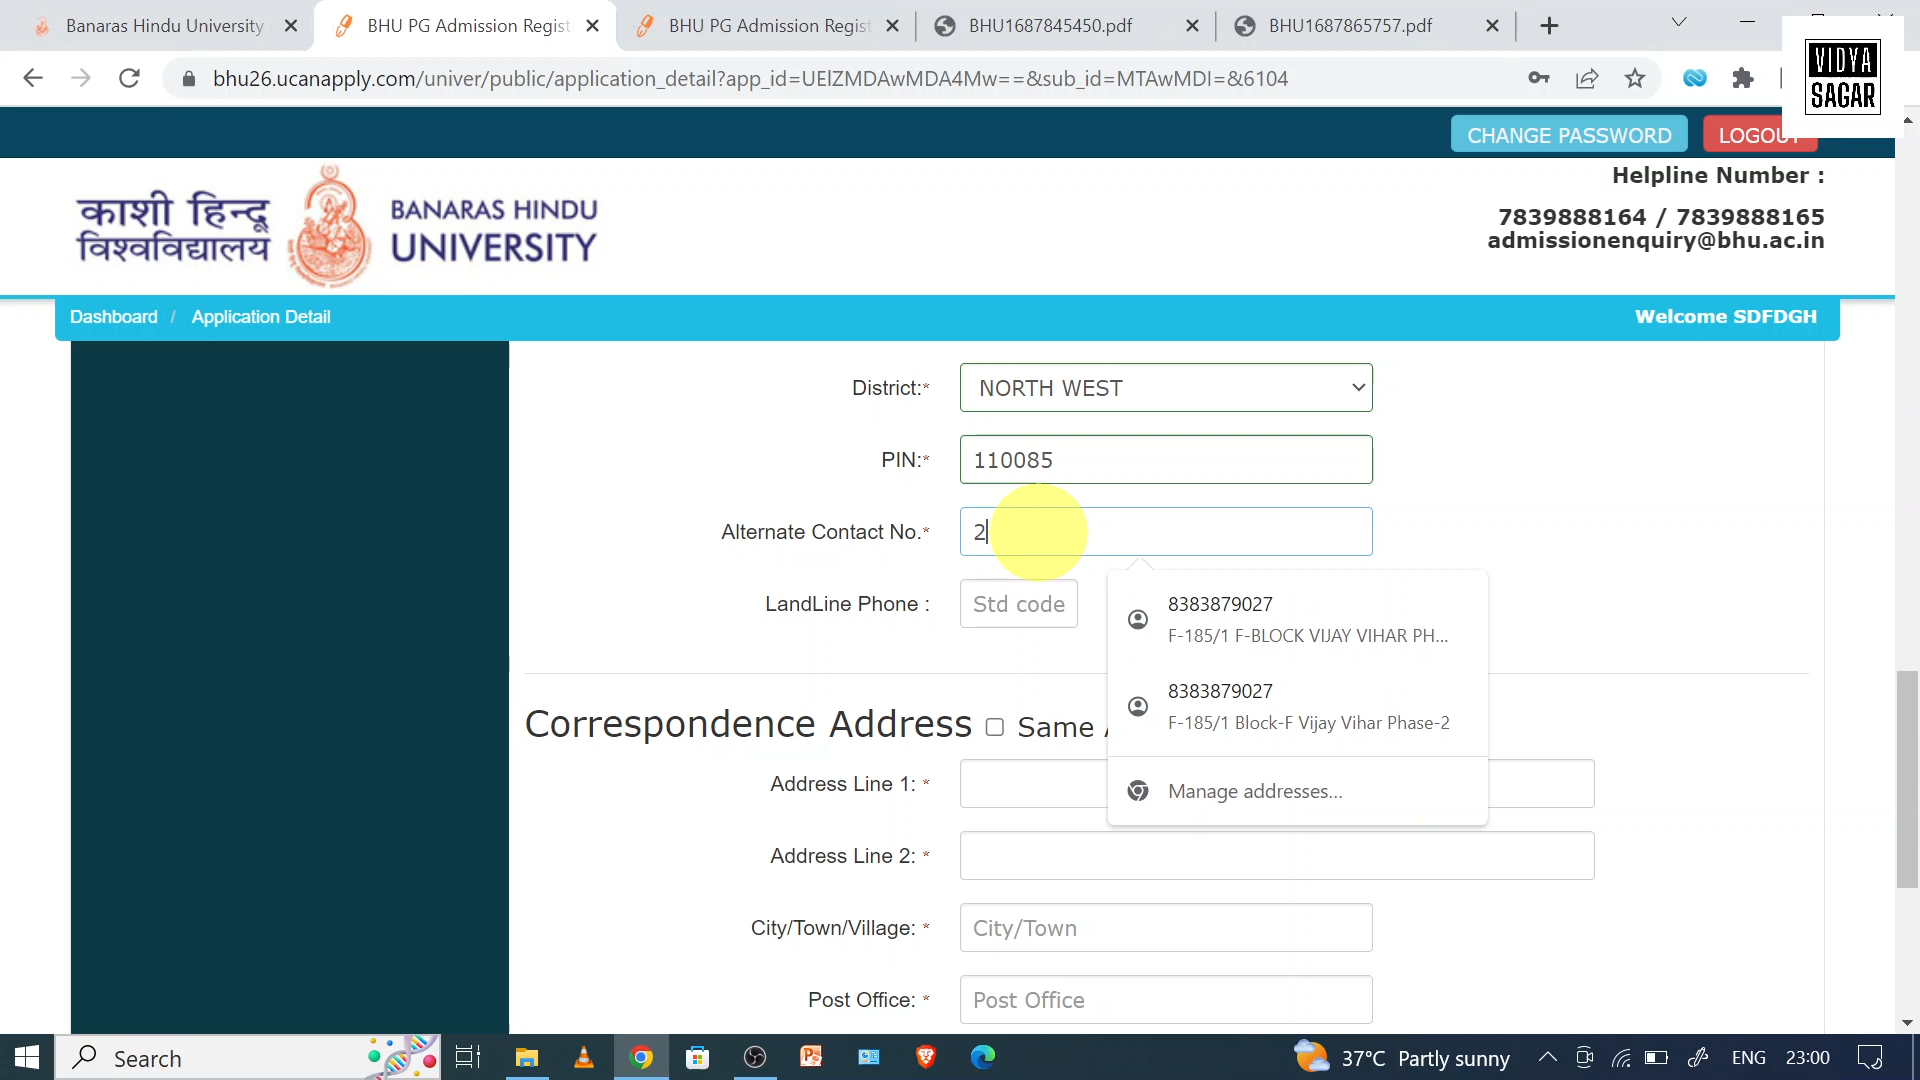 Banaras Hindu University
BHU PG Admission Regist
BHU PG Admission Regist
BHU1687845450.pdf
BHU1687865757.pdf
bhu26.ucanapply.com/univer/public/application_detail?app_id=UElZMDAwMDA4Mw==&sub_id=MTAwMDI=&6104
VIDYA
SAGAR
CHANGE PASSWORD
LOGOUT
काशी हिन्दू
विश्वविद्यालय
BANARAS HINDU
UNIVERSITY
Helpline Number :
7839888164 / 7839888165
admissionenquiry@bhu.ac.in
Dashboard / Application Detail
Welcome SDFDGH
District:* NORTH WEST
PIN:* 110085
Alternate Contact No.* 2
LandLine Phone : Std code
8383879027
F-185/1 F-BLOCK VIJAY VIHAR PH...
8383879027
F-185/1 Block-F Vijay Vihar Phase-2
Manage addresses...
Correspondence Address Same
Address Line 1: *
Address Line 2: *
City/Town/Village: * City/Town
Post Office: * Post Office
Search
37°C Partly sunny
ENG
23:00